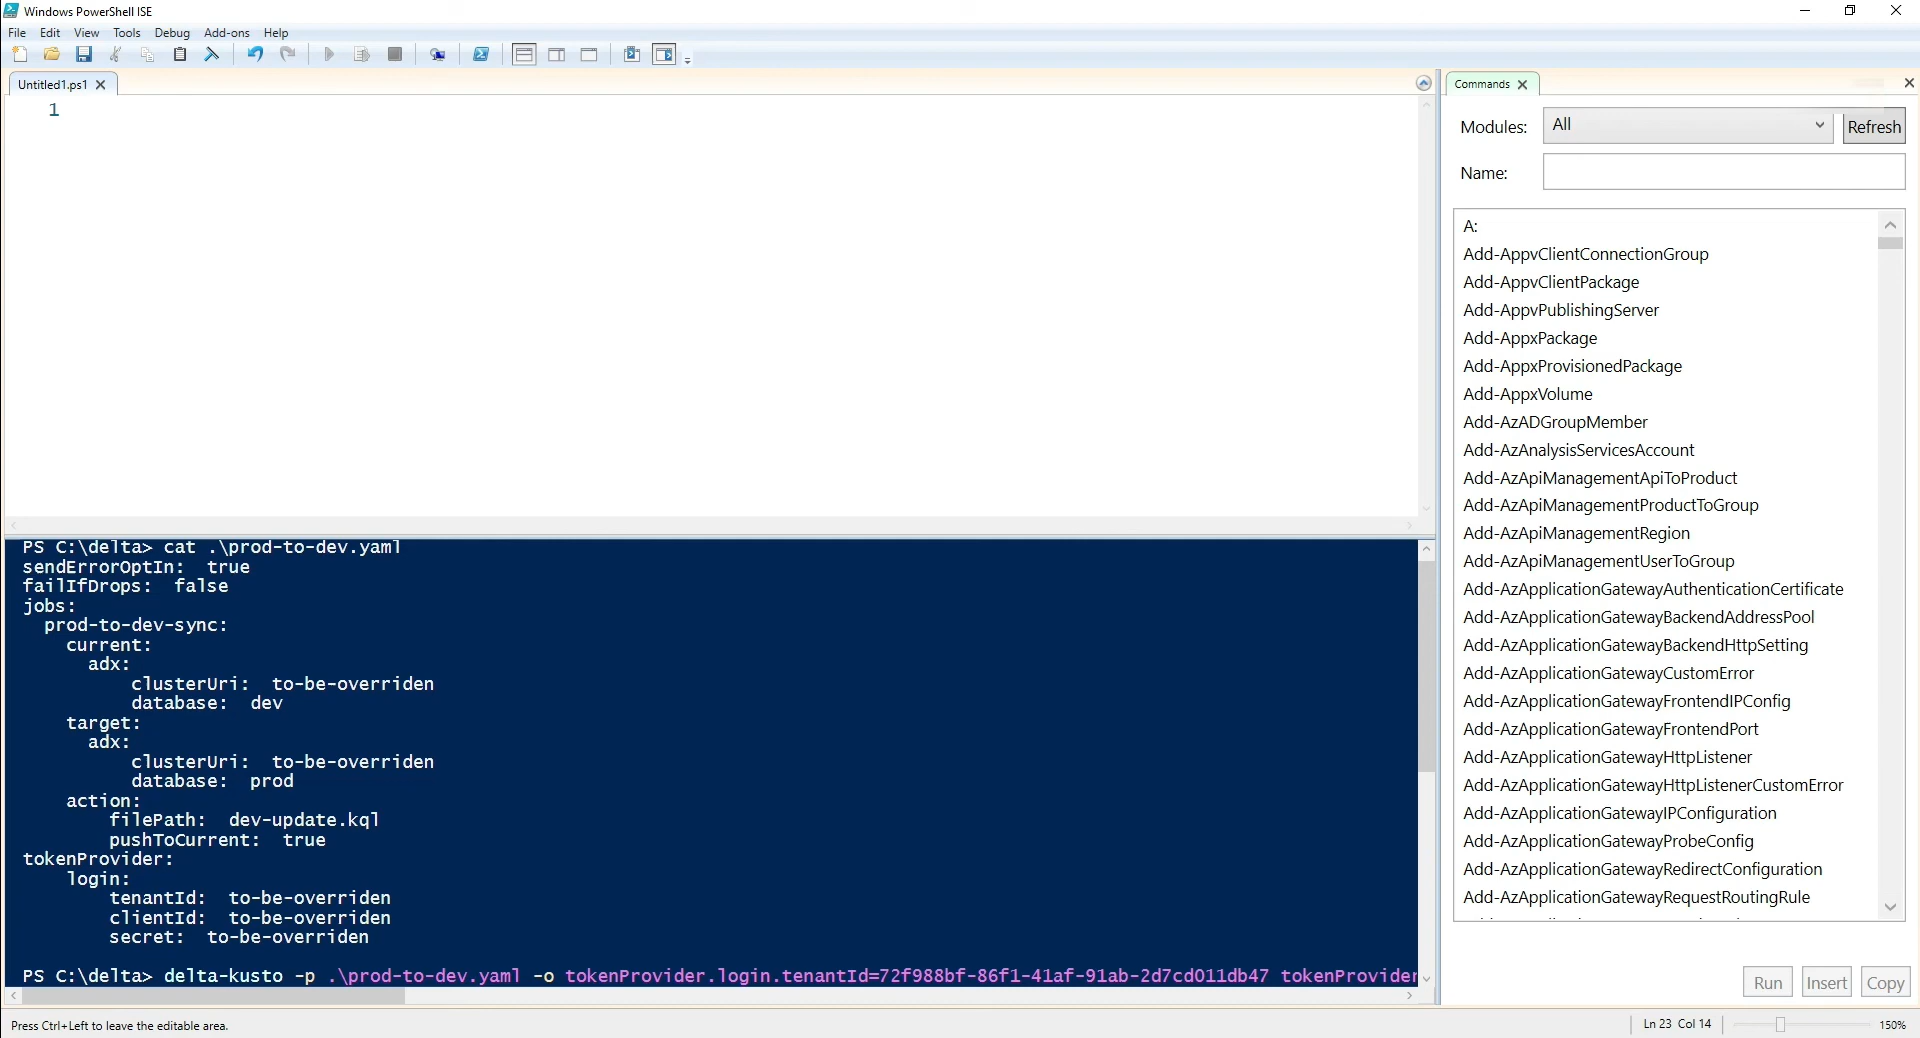 Windows PowerShell ISE
File Edit View Tools Debug Add-ons Help
Untitled1.ps1
1
PS C:\delta> cat .\prod-to-dev.yaml
sendErrorOptIn: true
failIfDrops: false
jobs:
prod-to-dev-sync:
current:
adx:
clusterUri: to-be-overriden
database: dev
target:
adx:
clusterUri: to-be-overriden
database: prod
action:
filePath: dev-update.kql
pushToCurrent: true
tokenProvider:
login:
tenantId: to-be-overriden
clientId: to-be-overriden
secret: to-be-overriden
PS C:\delta> delta-kusto -p .\prod-to-dev.yaml -o tokenProvider.login.tenantId=72f988bf-86f1-41af-91ab-2d7cd011db47 tokenProvider
Commands
Modules: All Refresh
Name:
A:
Add-AppvClientConnectionGroup
Add-AppvClientPackage
Add-AppvPublishingServer
Add-AppxPackage
Add-AppxProvisionedPackage
Add-AppxVolume
Add-AzADGroupMember
Add-AzAnalysisServicesAccount
Add-AzApiManagementApiToProduct
Add-AzApiManagementProductToGroup
Add-AzApiManagementRegion
Add-AzApiManagementUserToGroup
Add-AzApplicationGatewayAuthenticationCertificate
Add-AzApplicationGatewayBackendAddressPool
Add-AzApplicationGatewayBackendHttpSetting
Add-AzApplicationGatewayCustomError
Add-AzApplicationGatewayFrontendIPConfig
Add-AzApplicationGatewayFrontendPort
Add-AzApplicationGatewayHttpListener
Add-AzApplicationGatewayHttpListenerCustomError
Add-AzApplicationGatewayIPConfiguration
Add-AzApplicationGatewayProbeConfig
Add-AzApplicationGatewayRedirectConfiguration
Add-AzApplicationGatewayRequestRoutingRule
Run Insert Copy
Press Ctrl+Left to leave the editable area.
Ln 23 Col 14
150%